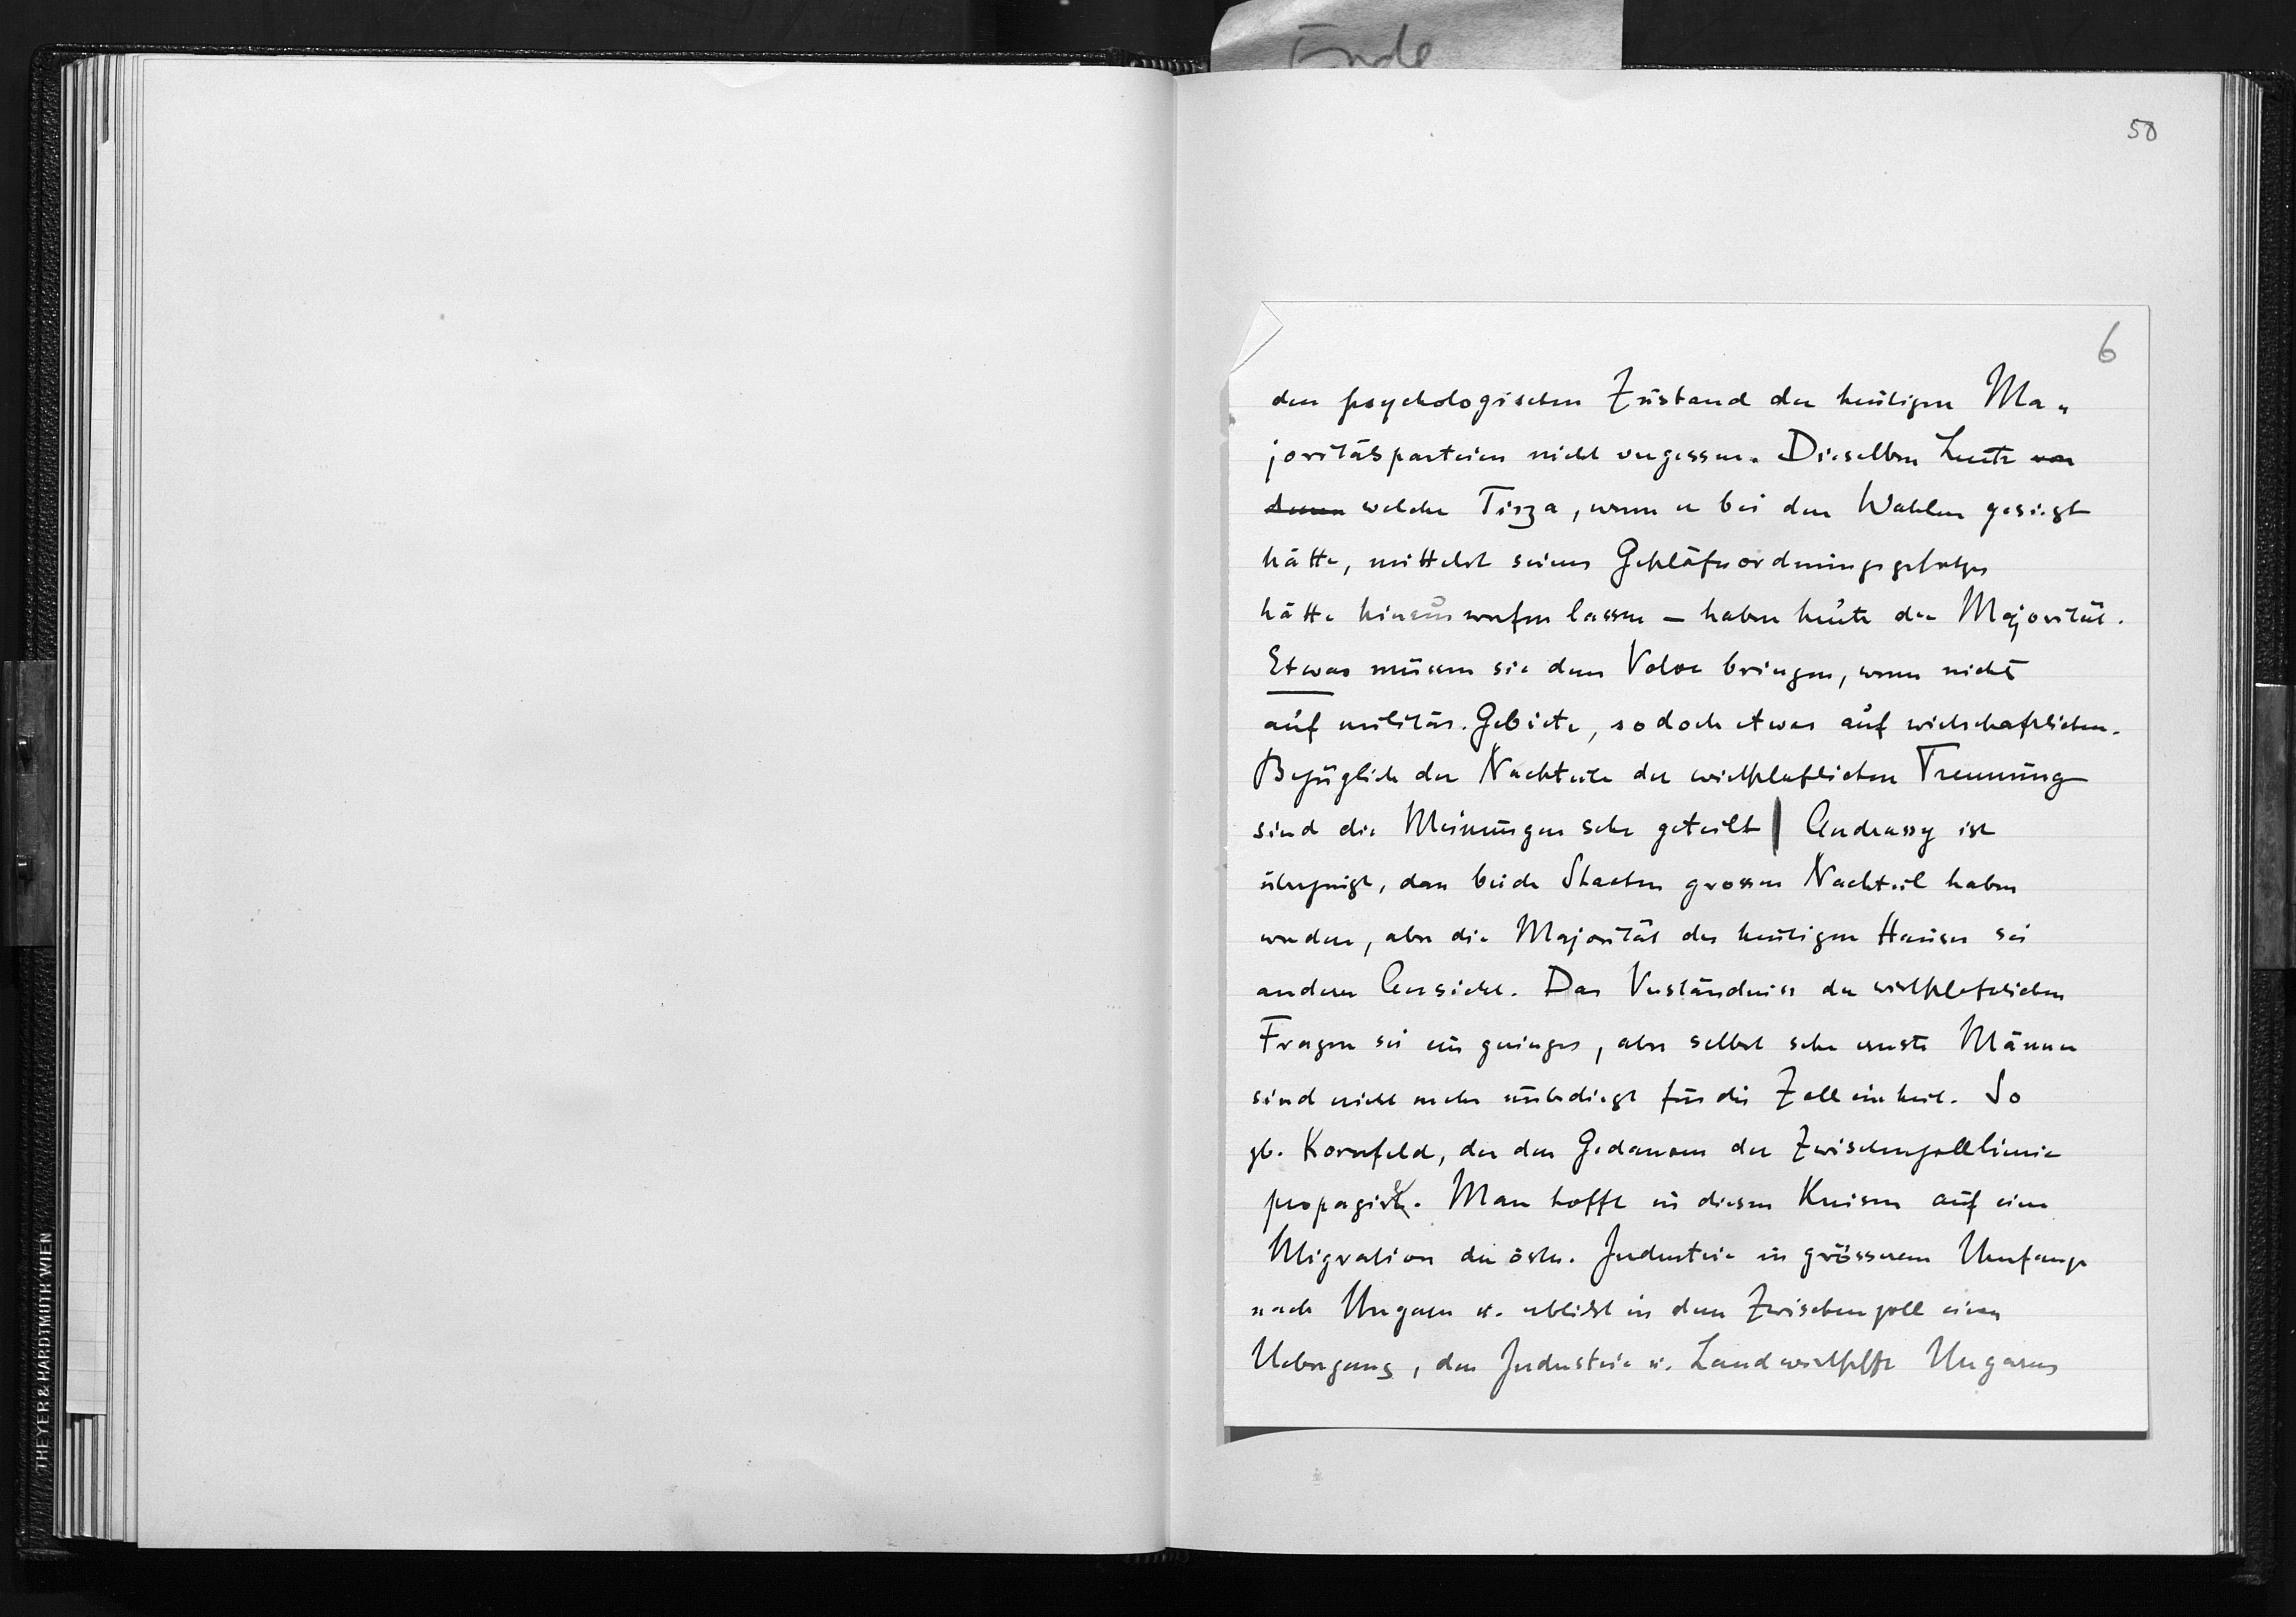 Ende
50
6
den psychologischen Zustand der heutigen Ma-
joritätsparteien nicht vergessen. Dieselben Leute von
denen welche Tisza, wenn er bei den Wahlen gesiegt
hätte, mittelst seines Geschäftsordnungsgesetzes
hätte hinauswerfen lassen – haben heute die Majorität.
Etwas müssen sie dem Volke bringen, wenn nicht
auf militär. Gebiete, so doch etwas auf wirtschaftlichem.
Bezüglich der Nachteile der wirtschaftlichen Trennung
sind die Meinungen sehr geteilt | Andrassy ist
überzeugt, dass beide Staaten grossen Nachteil haben
werden, aber die Majorität des heutigen Hauses sei
anderer Ansicht. Das Verständniss der wirtschaftlichen
Fragen sei ein geringes, aber selbst sehr ernste Männer
sind nicht mehr unbedingt für die Zolleinheit. So
zb. Kornfeld, der den Gedanken der Zwischenzolllinie
propagirt. Man hofft in diesen Kreisen auf eine
Migration der östr. Industrie in grösserem Umfange
nach Ungarn u. erblickt in dem Zwischenzoll einen
Uebergang, der Industrie u. Landwirtschft Ungarns
THEYER & HARDTMUTH, WIEN